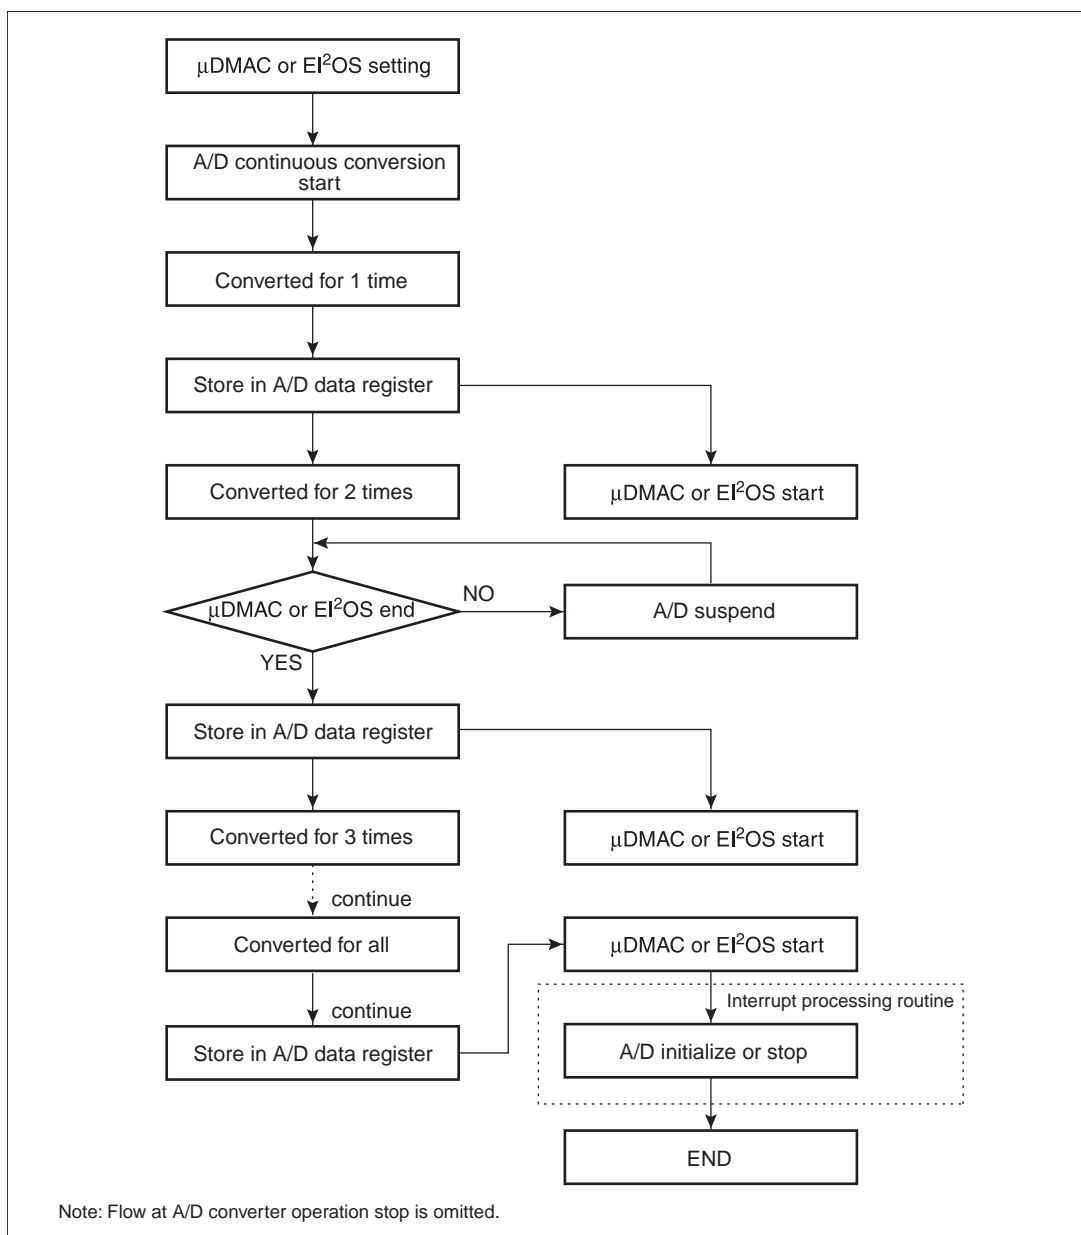 μDMAC or EI²OS setting
A/D continuous conversion
start
Converted for 1 time
Store in A/D data register
Converted for 2 times
μDMAC or EI²OS start
μDMAC or EI²OS end
NO
A/D suspend
YES
Store in A/D data register
Converted for 3 times
μDMAC or EI²OS start
continue
Converted for all
μDMAC or EI²OS start
continue
Interrupt processing routine
Store in A/D data register
A/D initialize or stop
END
Note: Flow at A/D converter operation stop is omitted.